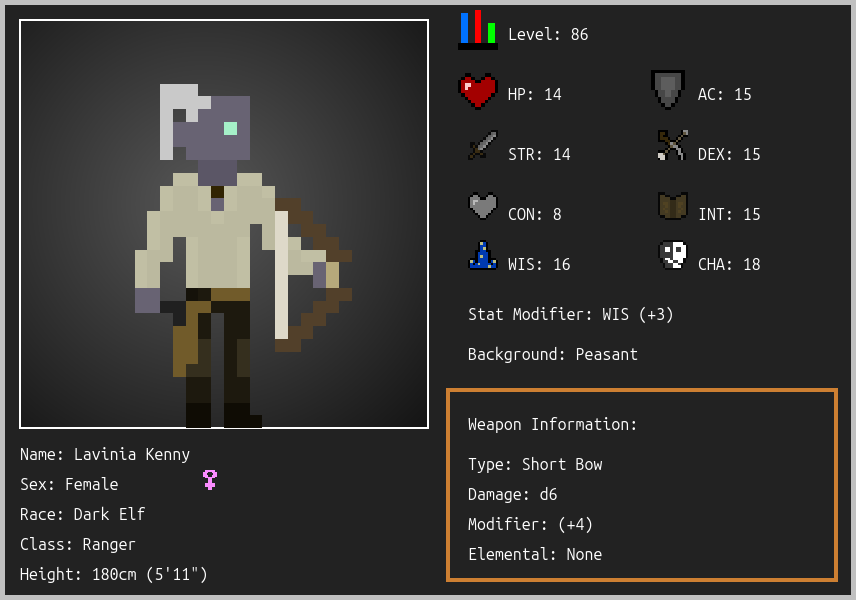 Level: 86
HP: 14
AC: 15
STR: 14
DEX: 15
CON: 8
INT: 15
WIS: 16
CHA: 18
Stat Modifier: WIS (+3)
Background: Peasant
Weapon Information:
Type: Short Bow
Damage: d6
Modifier: (+4)
Elemental: None
Name: Lavinia Kenny
Sex: Female
Race: Dark Elf
Class: Ranger
Height: 180cm (5'11")